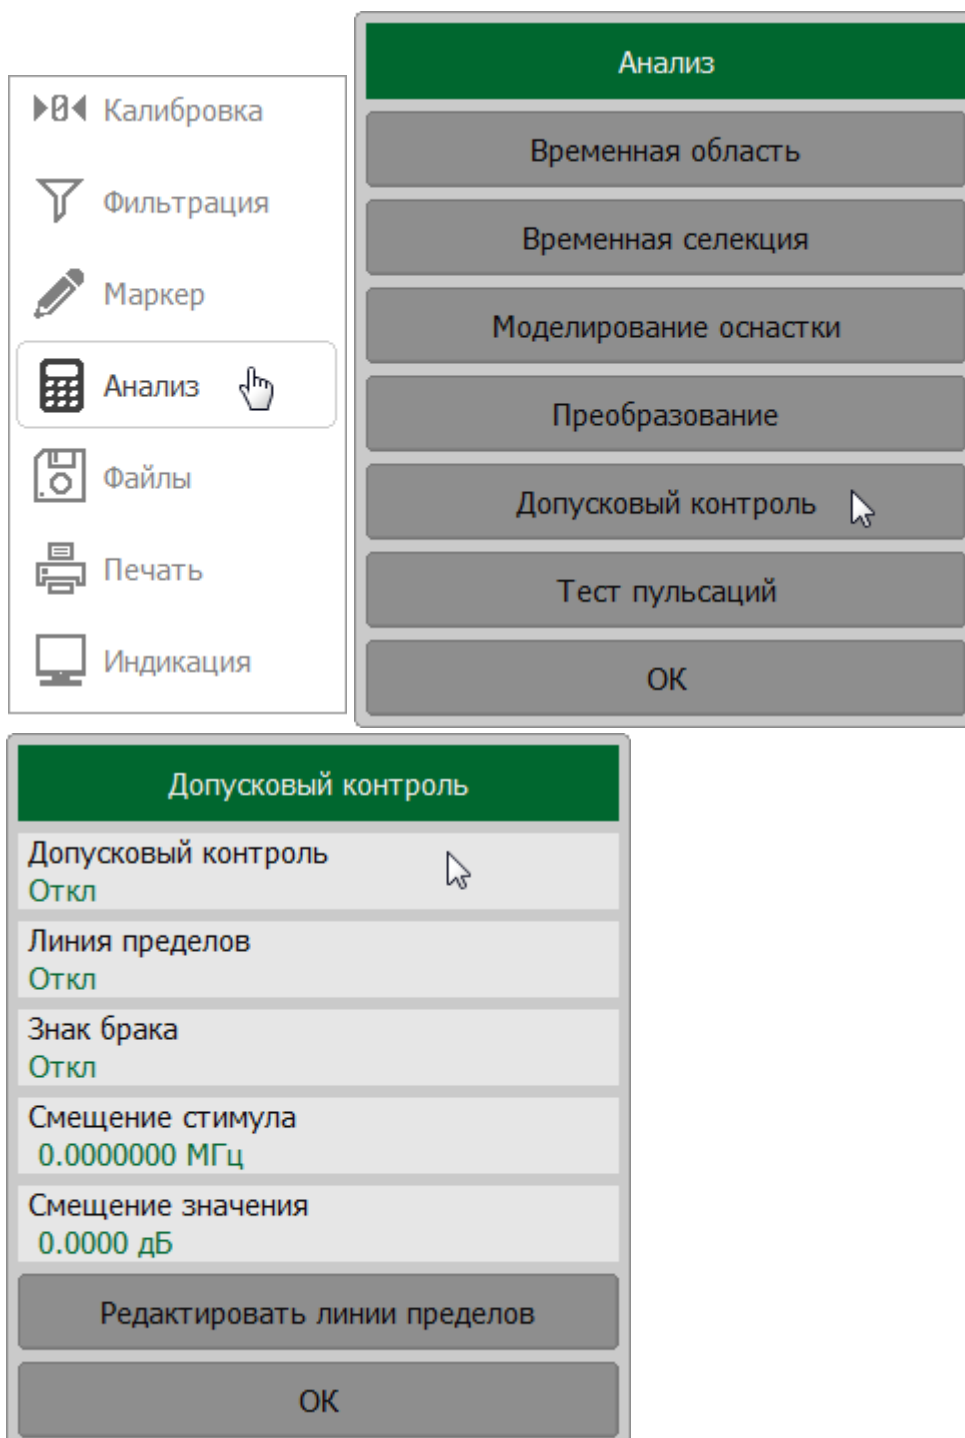 Калибровка
Фильтрация
Маркер
Анализ
Файлы
Печать
Индикация
Анализ
Временная область
Временная селекция
Моделирование оснастки
Преобразование
Допусковый контроль
Тест пульсаций
ОК
Допусковый контроль
Допусковый контроль
Откл
Линия пределов
Откл
Знак брака
Откл
Смещение стимула
0.0000000 МГц
Смещение значения
0.0000 дБ
Редактировать линии пределов
ОК